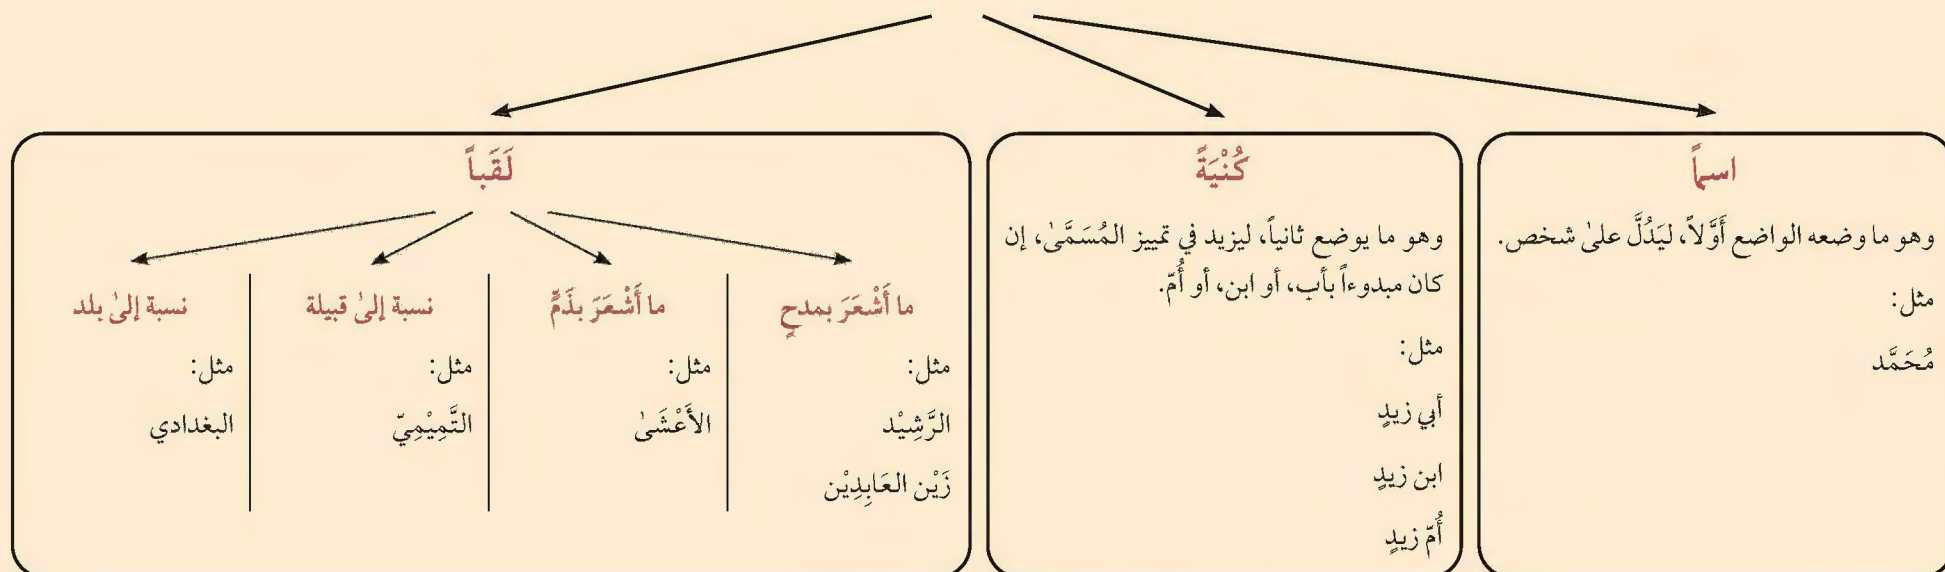 اسماً
وهو ما وضعه الواضع أَوَّلاً، ليَدُلَّ علىٰ شخص.
مثل:
مُحَمَّد
كُنْيَةً
وهو ما يوضع ثانياً، ليزيد في تمييز المُسَمَّىٰ، إن
كان مبدوءاً بأب، أو ابن، أو أُمّ.
مثل:
أبي زيدٍ
ابن زيدٍ
أُمّ زيدٍ
لَقَباً
ما أَشْعَرَ بمدحٍ
مثل:
الرَّشِيْد
زَيْن العَابِدِيْن
ما أَشْعَرَ بذَمٍّ
مثل:
الأَعْشَىٰ
نسبة إلىٰ قبيلة
مثل:
التَّمِيْمِيّ
نسبة إلىٰ بلد
مثل:
البغدادي